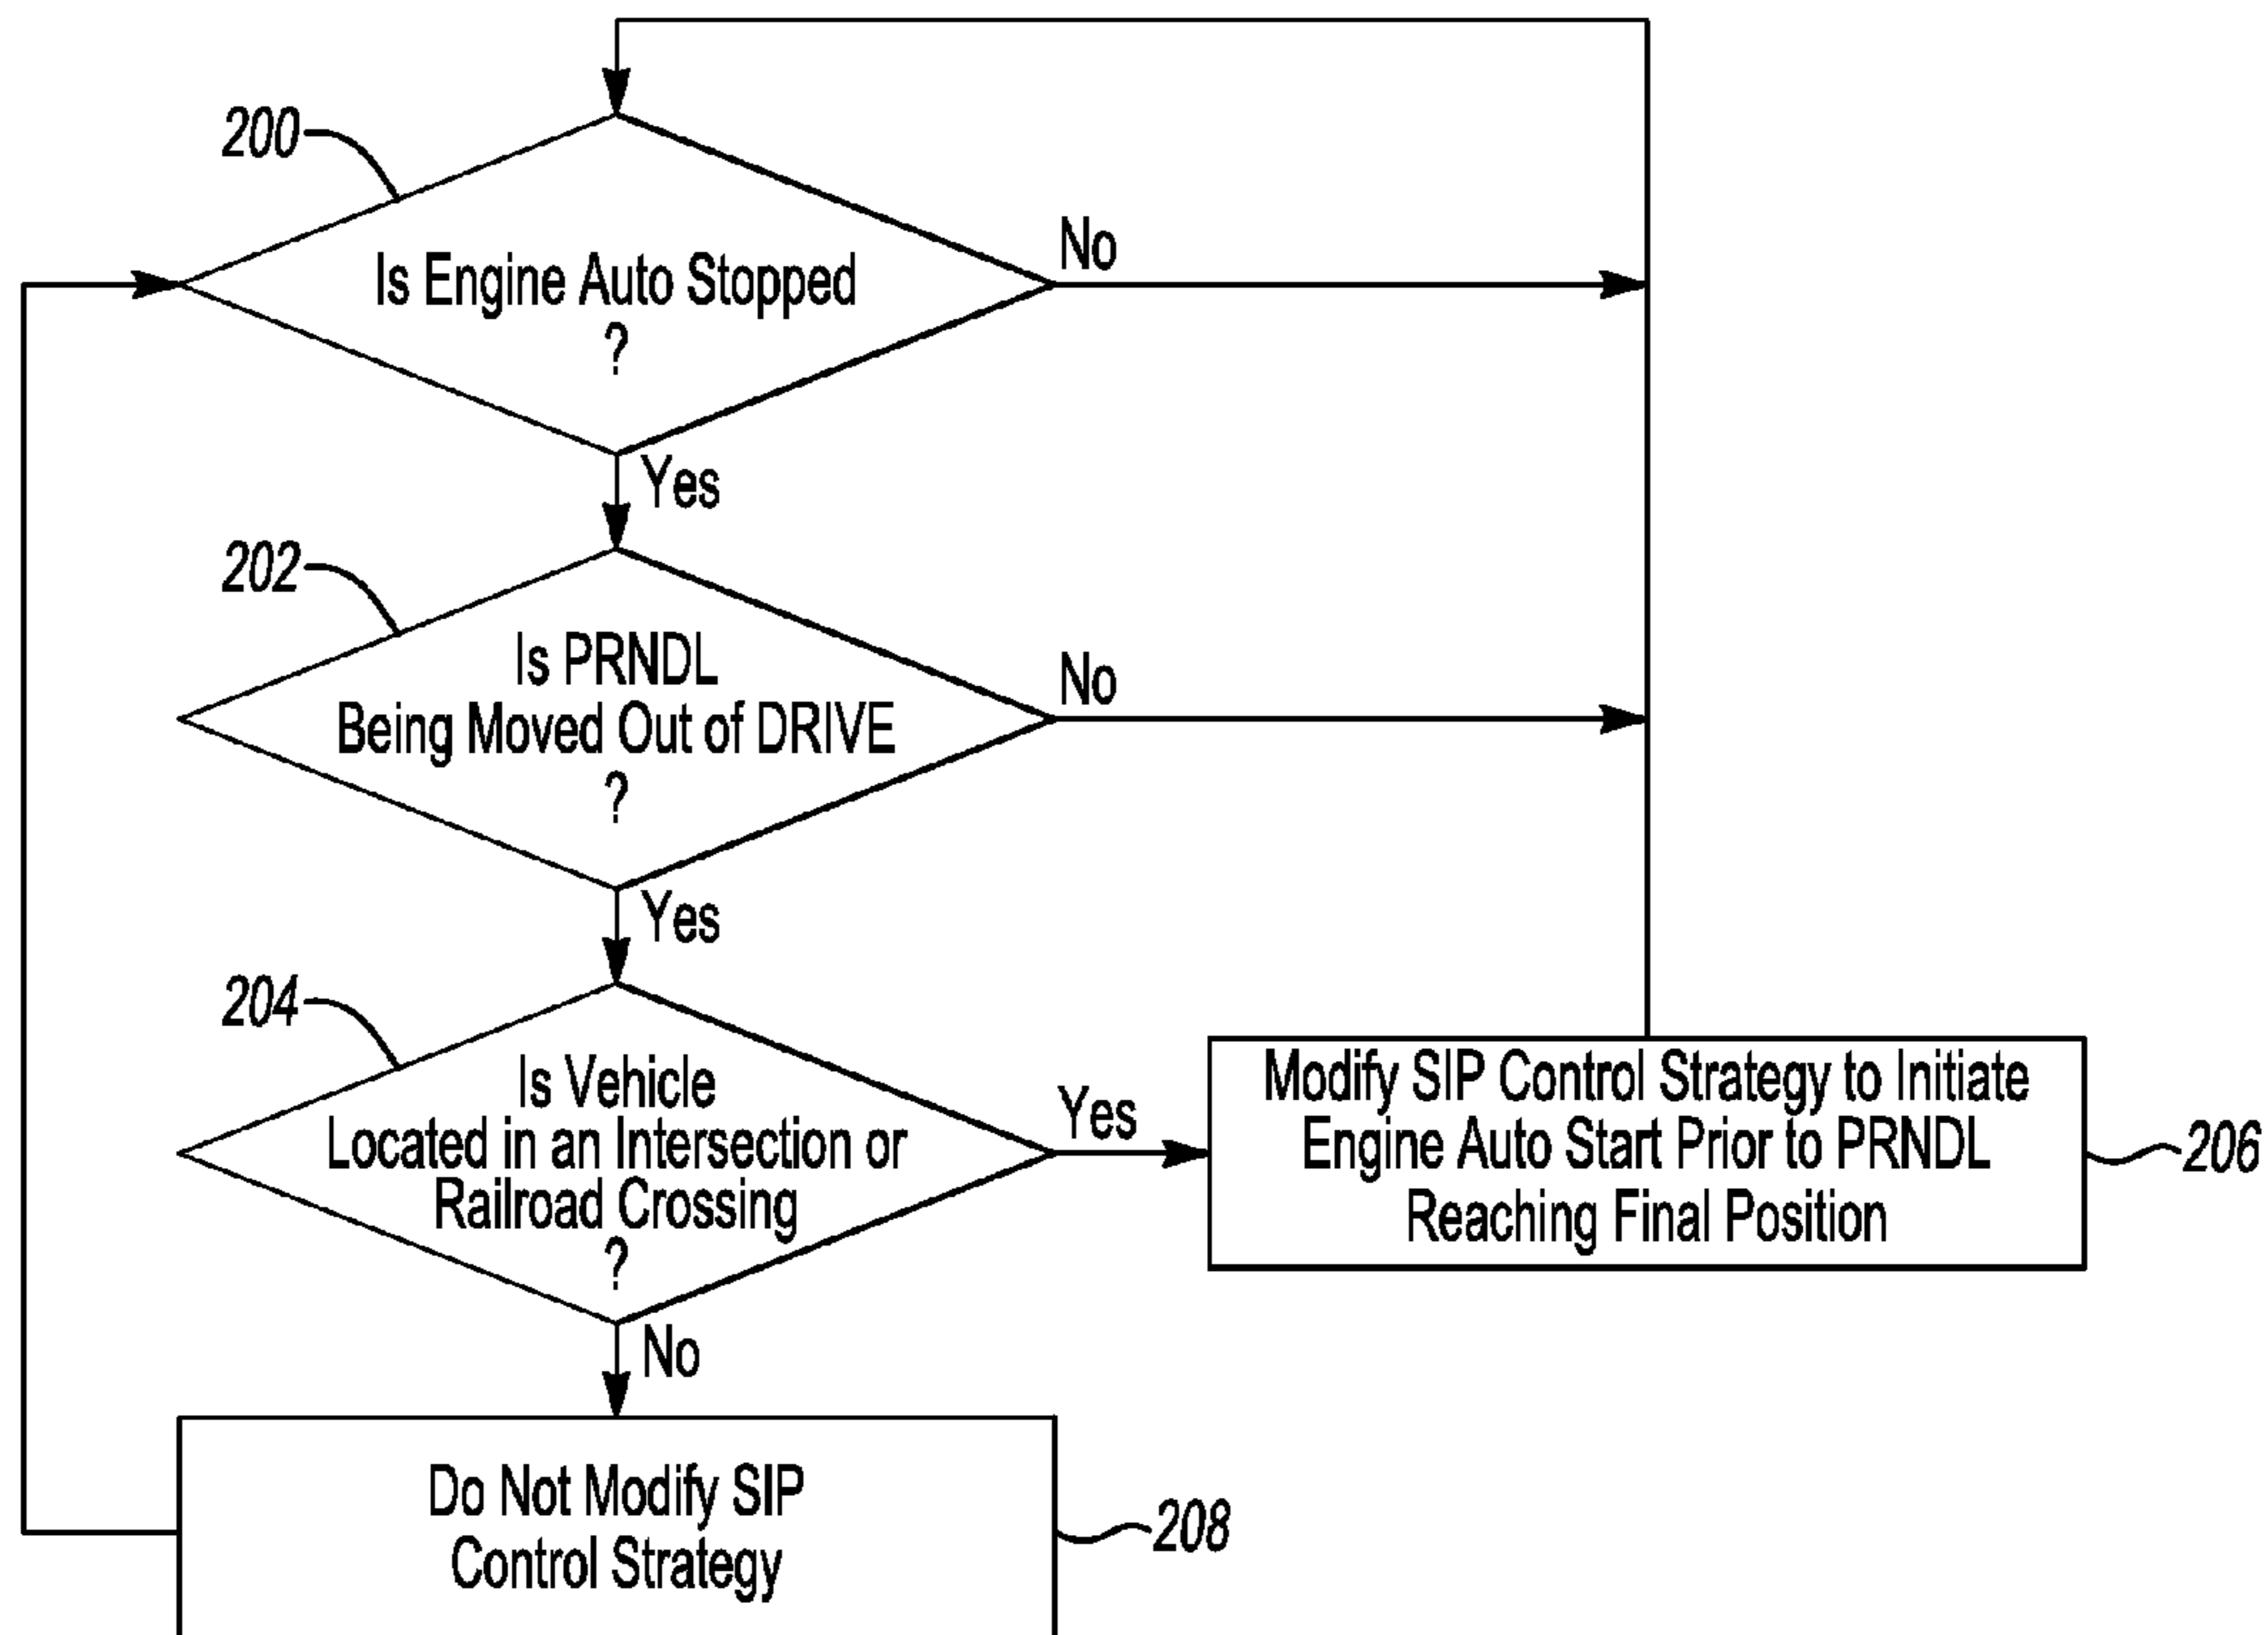 200
Is Engine Auto Stopped
?
No
Yes
202
Is PRNDL
Being Moved Out of DRIVE
?
No
Yes
204
Is Vehicle
Located in an Intersection or
Railroad Crossing
?
Yes
Modify SIP Control Strategy to Initiate
Engine Auto Start Prior to PRNDL
Reaching Final Position
206
No
Do Not Modify SIP
Control Strategy
208